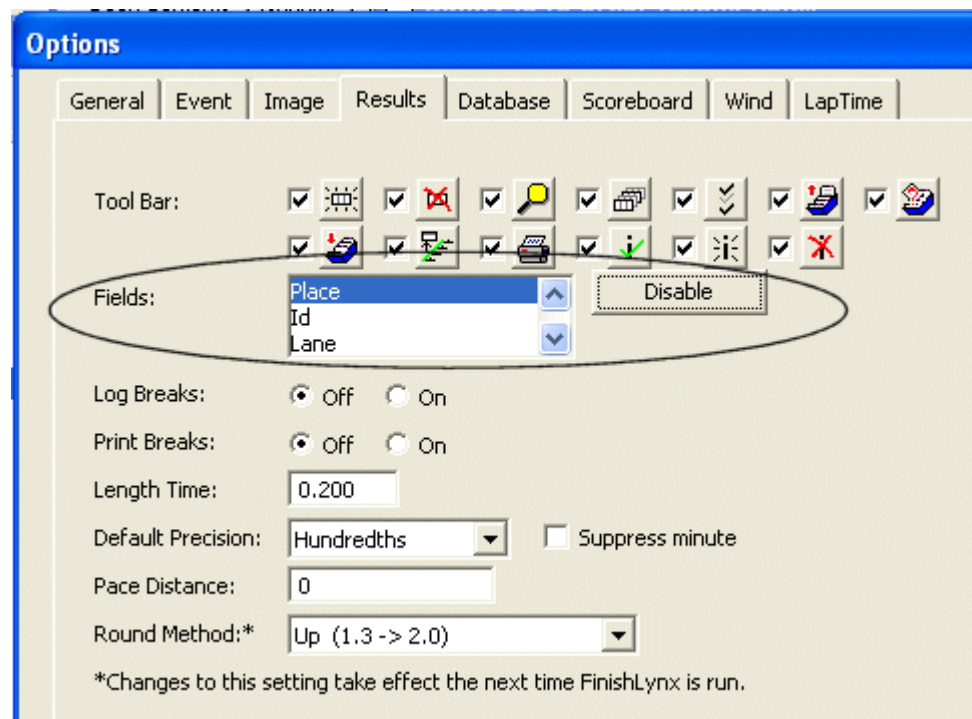 Options
General Event Image Results Database Scoreboard Wind LapTime
Tool Bar:
Fields: Place Disable
Id
Lane
Log Breaks: Off On
Print Breaks: Off On
Length Time: 0.200
Default Precision: Hundredths Suppress minute
Pace Distance: 0
Round Method:* Up (1.3 -> 2.0)
*Changes to this setting take effect the next time FinishLynx is run.